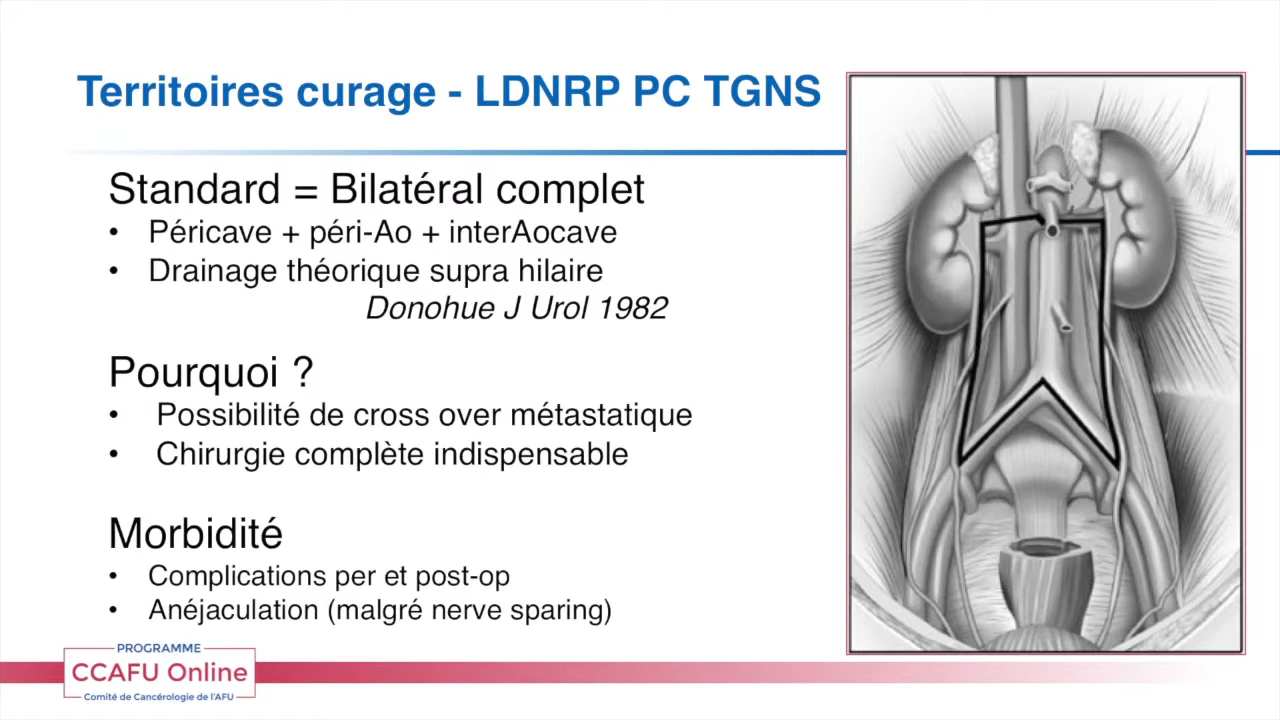 Territoires curage - LDNRP PC TGNS
Standard = Bilatéral complet
• Péricave + péri-Ao + interAocave
• Drainage théorique supra hilaire
Donohue J Urol 1982
Pourquoi ?
• Possibilité de cross over métastatique
• Chirurgie complète indispensable
Morbidité
• Complications per et post-op
• Anéjaculation (malgré nerve sparing)
PROGRAMME
CCAFU Online
Comité de Cancérologie de l'AFU